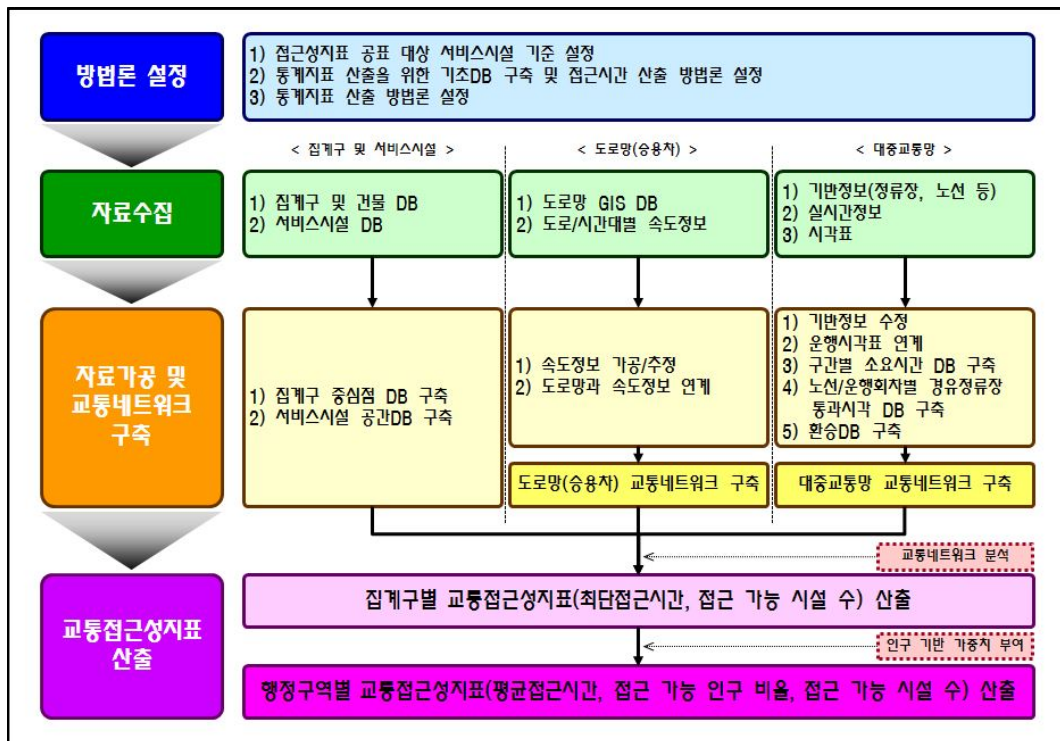 방법론 설정
1) 접근성지표 공표 대상 서비스시설 기준 설정
2) 통계지표 산출을 위한 기초DB 구축 및 접근시간 산출 방법론 설정
3) 통계지표 산출 방법론 설정
< 집계구 및 서비스시설 >
< 도로망(승용차) >
< 대중교통망 >
자료수집
1) 집계구 및 건물 DB
2) 서비스시설 DB
1) 도로망 GIS DB
2) 도로/시간대별 속도정보
1) 기반정보(정류장, 노선 등)
2) 실시간정보
3) 시각표
자료가공 및
교통네트워크
구축
1) 집계구 중심점 DB 구축
2) 서비스시설 공간DB 구축
1) 속도정보 가공/추정
2) 도로망과 속도정보 연계
도로망(승용차) 교통네트워크 구축
1) 기반정보 수정
2) 운행시각표 연계
3) 구간별 소요시간 DB 구축
4) 노선/운행회차별 경유정류장
통과시각 DB 구축
5) 환승DB 구축
대중교통망 교통네트워크 구축
교통네트워크 분석
교통접근성지표
산출
집계구별 교통접근성지표(최단접근시간, 접근 가능 시설 수) 산출
인구 기반 가중치 부여
행정구역별 교통접근성지표(평균접근시간, 접근 가능 인구 비율, 접근 가능 시설 수) 산출